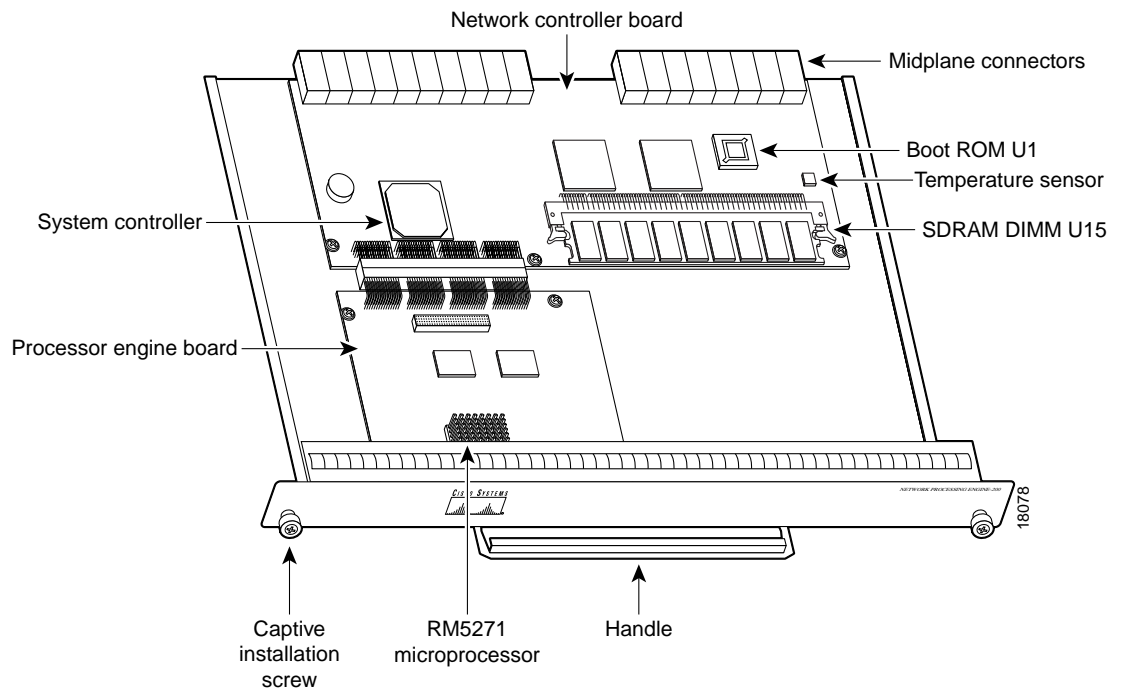 Network controller board
Midplane connectors
Boot ROM U1
Temperature sensor
System controller
SDRAM DIMM U15
Processor engine board
CISCO SYSTEMS
NETWORK PROCESSING ENGINE-200
18078
Captive
installation
screw
RM5271
microprocessor
Handle